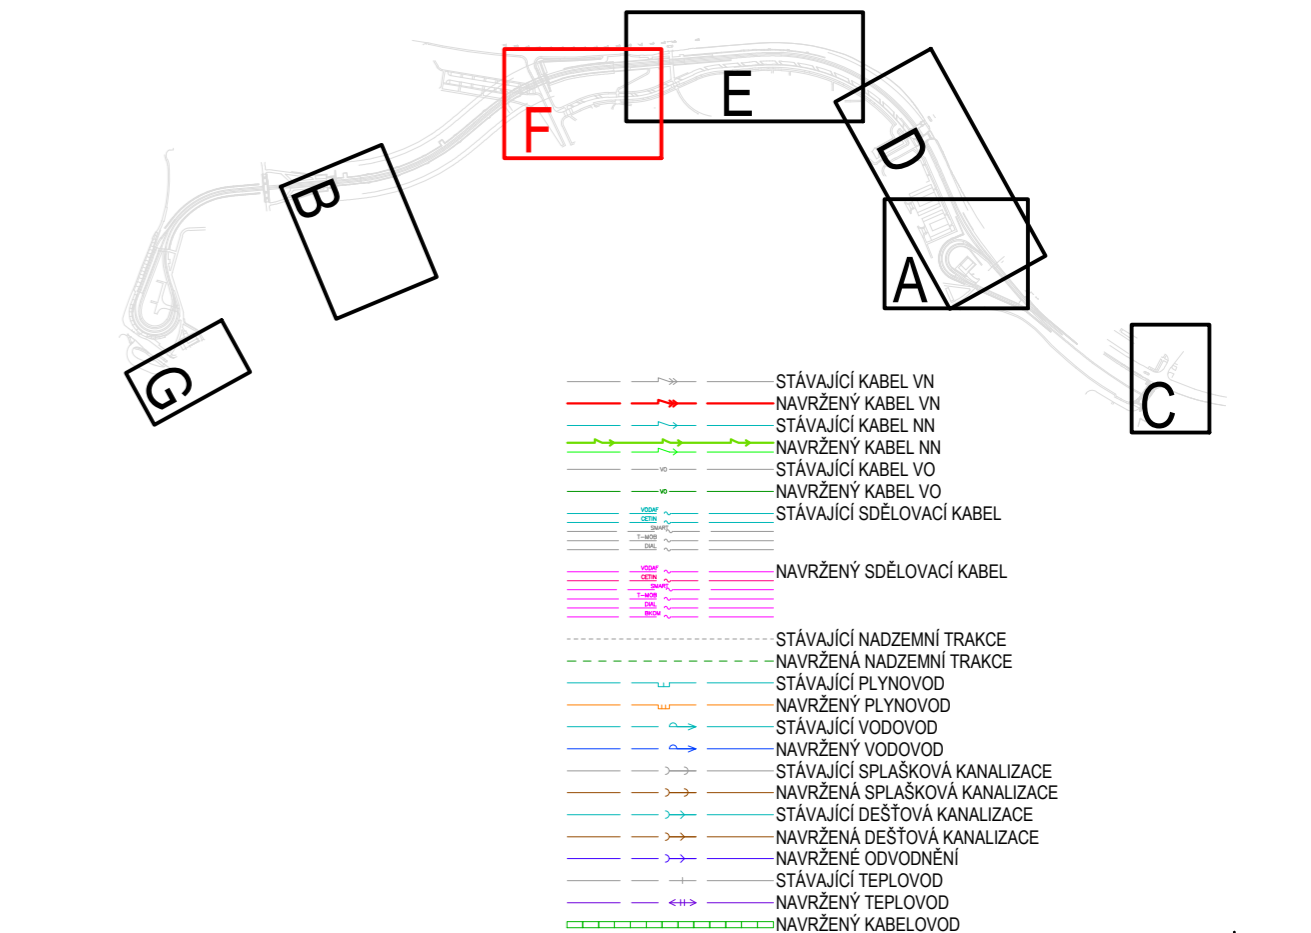 E
F
D
B
A
G
C
STÁVAJÍCÍ KABEL VN
NAVRŽENÝ KABEL VN
STÁVAJÍCÍ KABEL NN
NAVRŽENÝ KABEL NN
VO STÁVAJÍCÍ KABEL VO
VO NAVRŽENÝ KABEL VO
VODAF STÁVAJÍCÍ SDĚLOVACÍ KABEL
CETIN
SMART
T-MOB
DIAL
VODAF NAVRŽENÝ SDĚLOVACÍ KABEL
CETIN
SMART
T-MOB
DIAL
BKOM
STÁVAJÍCÍ NADZEMNÍ TRAKCE
NAVRŽENÁ NADZEMNÍ TRAKCE
STÁVAJÍCÍ PLYNOVOD
NAVRŽENÝ PLYNOVOD
STÁVAJÍCÍ VODOVOD
NAVRŽENÝ VODOVOD
STÁVAJÍCÍ SPLAŠKOVÁ KANALIZACE
NAVRŽENÁ SPLAŠKOVÁ KANALIZACE
STÁVAJÍCÍ DEŠŤOVÁ KANALIZACE
NAVRŽENÁ DEŠŤOVÁ KANALIZACE
NAVRŽENÉ ODVODNĚNÍ
STÁVAJÍCÍ TEPLOVOD
NAVRŽENÝ TEPLOVOD
NAVRŽENÝ KABELOVOD